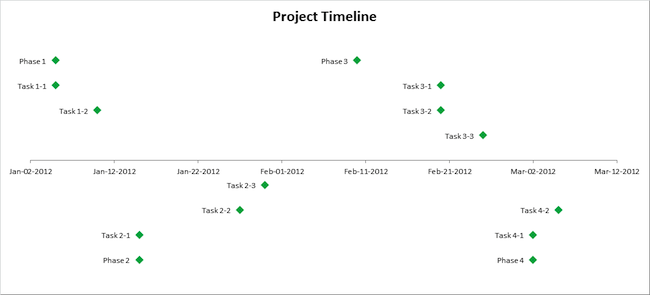 Project Timeline
Phase 1
Phase 3
Task 1-1
Task 3-1
Task 1-2
Task 3-2
Task 3-3
Jan-02-2012 Jan-12-2012 Jan-22-2012 Feb-01-2012 Feb-11-2012 Feb-21-2012 Mar-02-2012 Mar-12-2012
Task 2-3
Task 2-2
Task 4-2
Task 2-1
Task 4-1
Phase 2
Phase 4